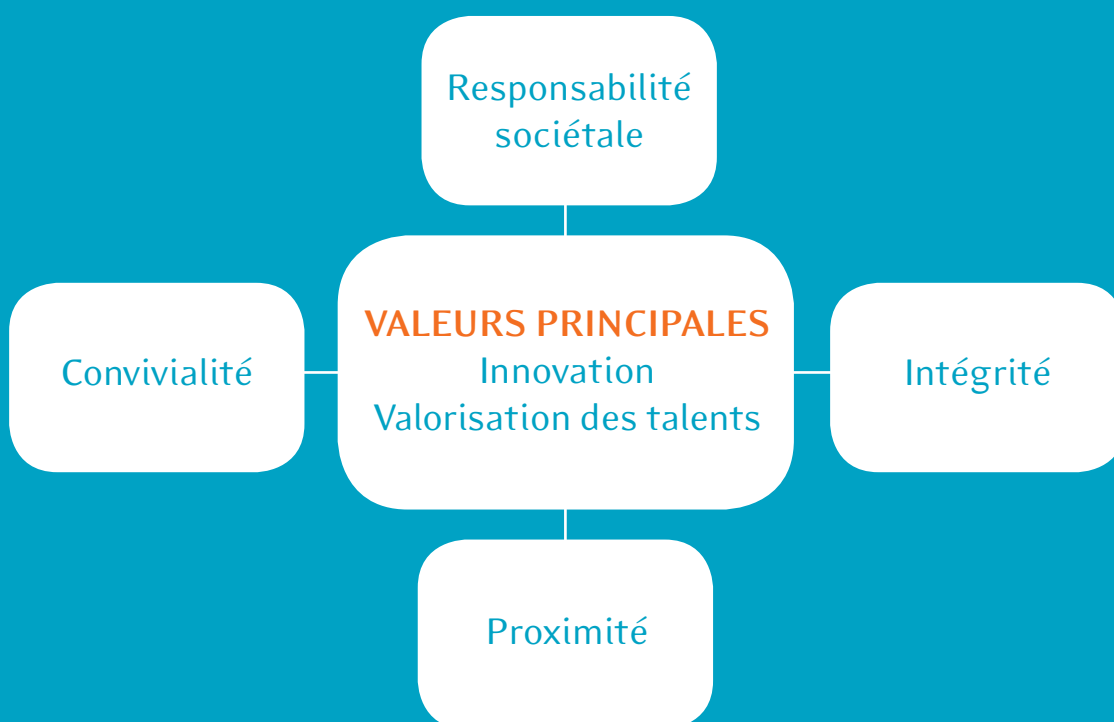 Responsabilité
sociétale
VALEURS PRINCIPALES
Innovation
Valorisation des talents
Convivialité
Intégrité
Proximité